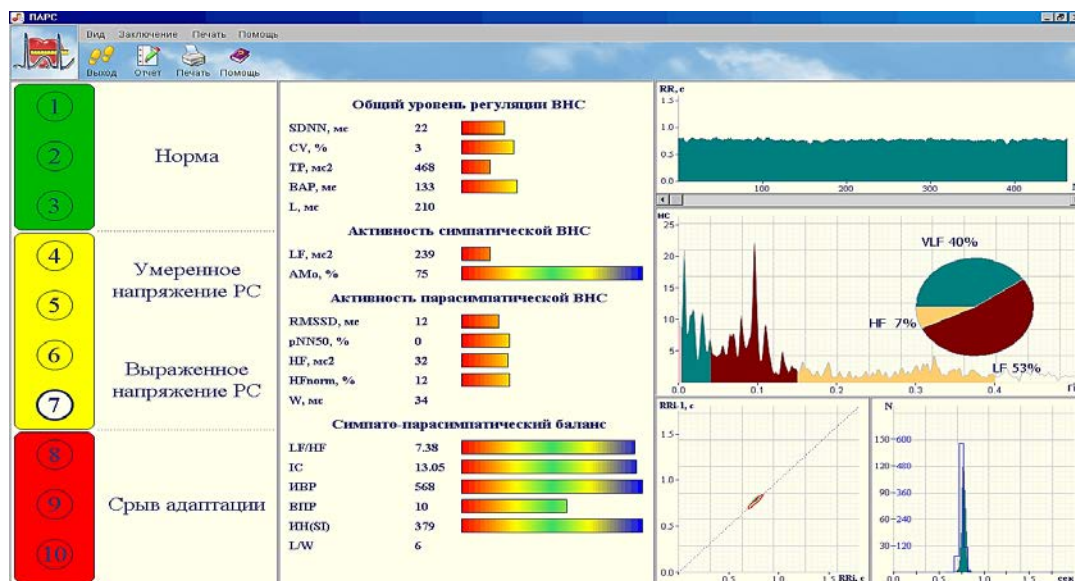 ПАРС
Вид Заключение Печать Помощь
Выход Отчет Печать Помощь
1
2
Норма
3
4
Умеренное
напряжение РС
5
6
Выраженное
напряжение РС
7
8
9
Срыв адаптации
10
Общий уровень регуляции ВНС
SDNN, мс 22
CV, % 3
TP, мс2 468
ВАР, мс 133
L, мс 210
Активность симпатической ВНС
LF, мс2 239
АМо, % 75
Активность парасимпатической ВНС
RMSSD, мс 12
pNN50, % 0
HF, мс2 32
HFnorm, % 12
W, мс 34
Симпато-парасимпатический баланс
LF/HF 7.38
IC 13.05
ИВР 568
ВПР 10
ИН(SI) 379
L/W 6
RR, с
1.5
1.0
0.5
0.0
100 200 300 400
мс
25
20
15
10
5
0.0 0.1 0.2 0.3 0.4
VLF 40%
HF 7%
LF 53%
RRi-1, с
1.5
1.0
0.5
0.0
0.5 1.0 1.5
RRi, с
N
150 600
120 480
90 360
60 240
30 120
0.0 0.5 1.0 1.5
сек